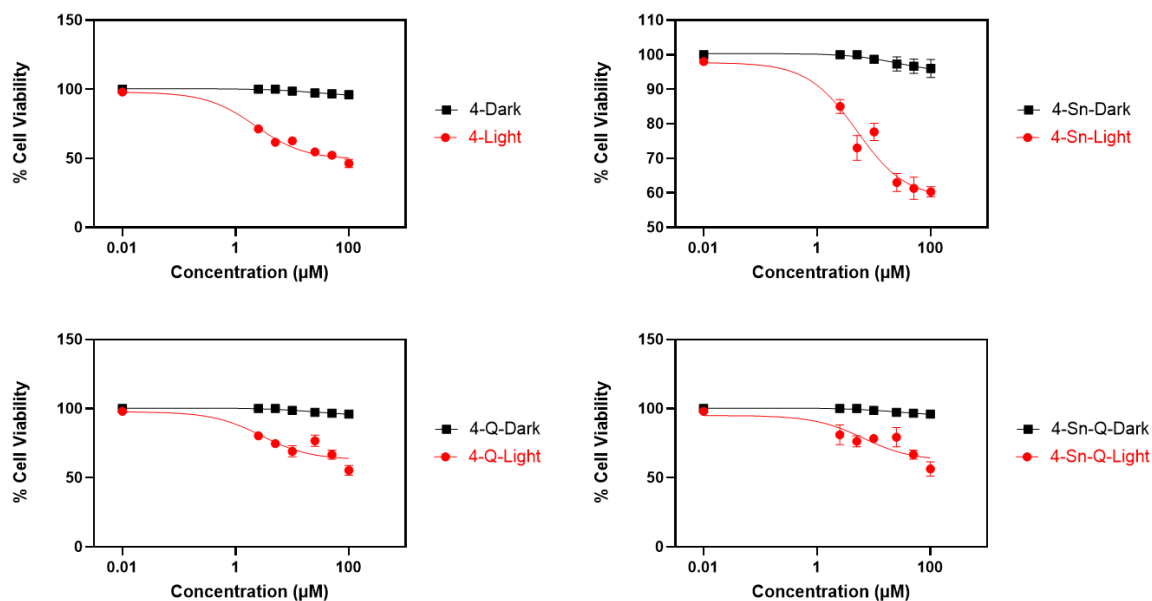 150
100
50
0
% Cell Viability
0.01
1
100
Concentration (µM)
4-Dark
4-Light
100
90
80
70
60
50
% Cell Viability
0.01
1
100
Concentration (µM)
4-Sn-Dark
4-Sn-Light
150
100
50
0
% Cell Viability
0.01
1
100
Concentration (µM)
4-Q-Dark
4-Q-Light
150
100
50
0
% Cell Viability
0.01
1
100
Concentration (µM)
4-Sn-Q-Dark
4-Sn-Q-Light